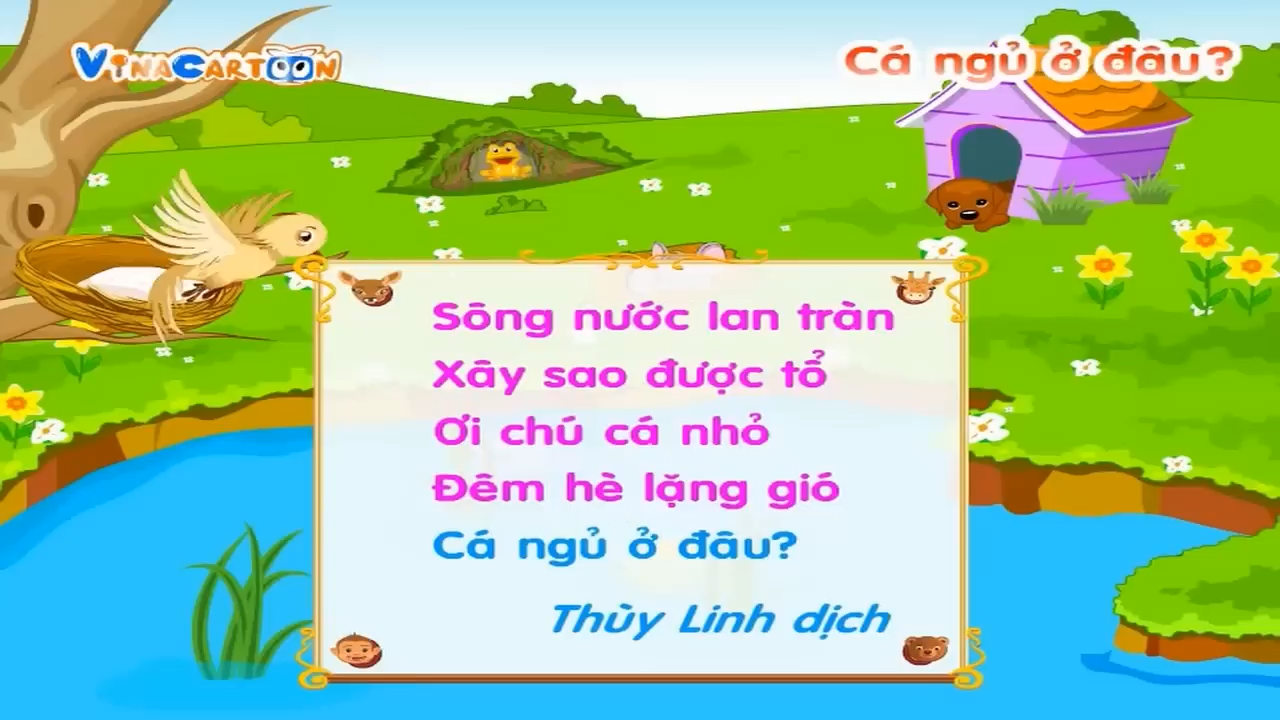 VINACARTOON
Cá ngủ ở đâu?
Sông nước lan tràn
Xây sao được tổ
Ơi chú cá nhỏ
Đêm hè lặng gió
Cá ngủ ở đâu?
Thùy Linh dịch